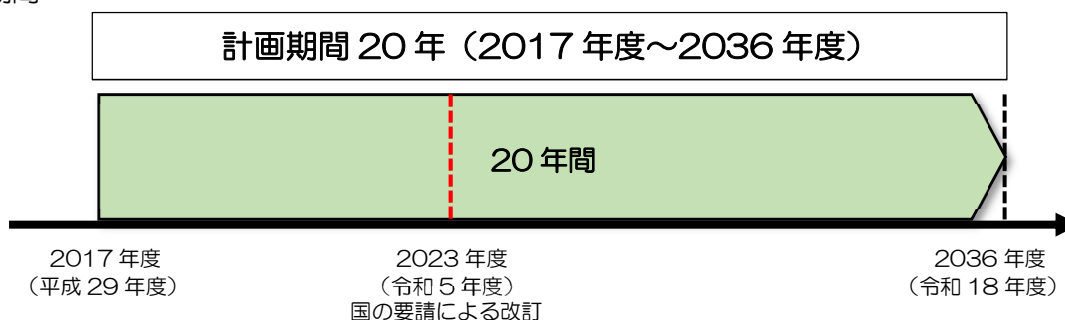 計画期間 20 年（2017 年度～2036 年度）
20 年間
2017 年度
（平成 29 年度）
2023 年度
（令和 5 年度）
国の要請による改訂
2036 年度
（令和 18 年度）